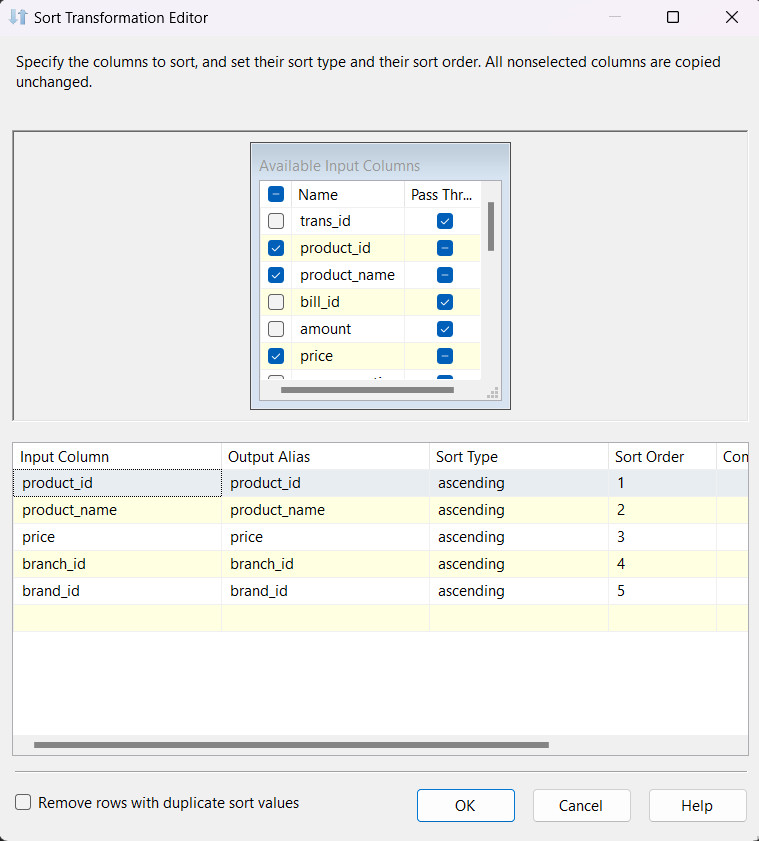 Sort Transformation Editor
Specify the columns to sort, and set their sort type and their sort order. All nonselected columns are copied
unchanged.
Available Input Columns
Name Pass Thr...
trans_id
product_id
product_name
bill_id
amount
price
Input Column Output Alias Sort Type Sort Order Con
product_id product_id ascending 1
product_name product_name ascending 2
price price ascending 3
branch_id branch_id ascending 4
brand_id brand_id ascending 5
Remove rows with duplicate sort values OK Cancel Help